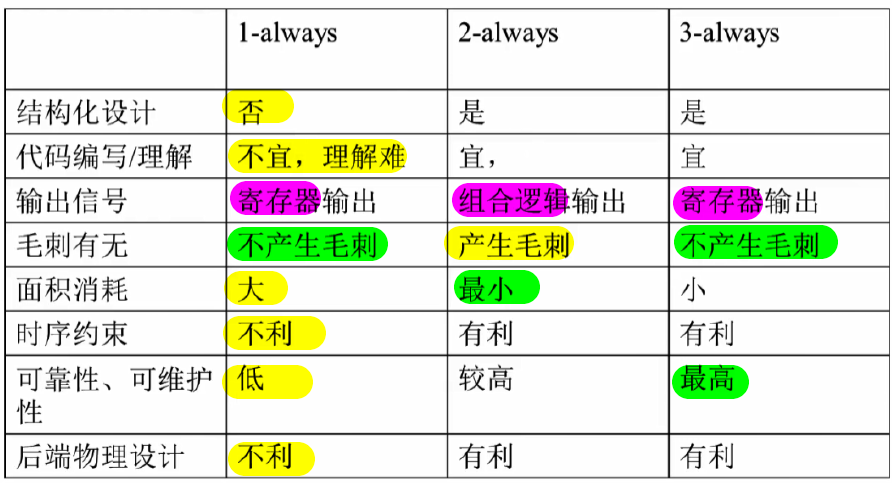 1-always 2-always 3-always
结构化设计 否 是 是
代码编写/理解 不宜，理解难 宜， 宜
输出信号 寄存器输出 组合逻辑输出 寄存器输出
毛刺有无 不产生毛刺 产生毛刺 不产生毛刺
面积消耗 大 最小 小
时序约束 不利 有利 有利
可靠性、可维护 低 较高 最高
性
后端物理设计 不利 有利 有利